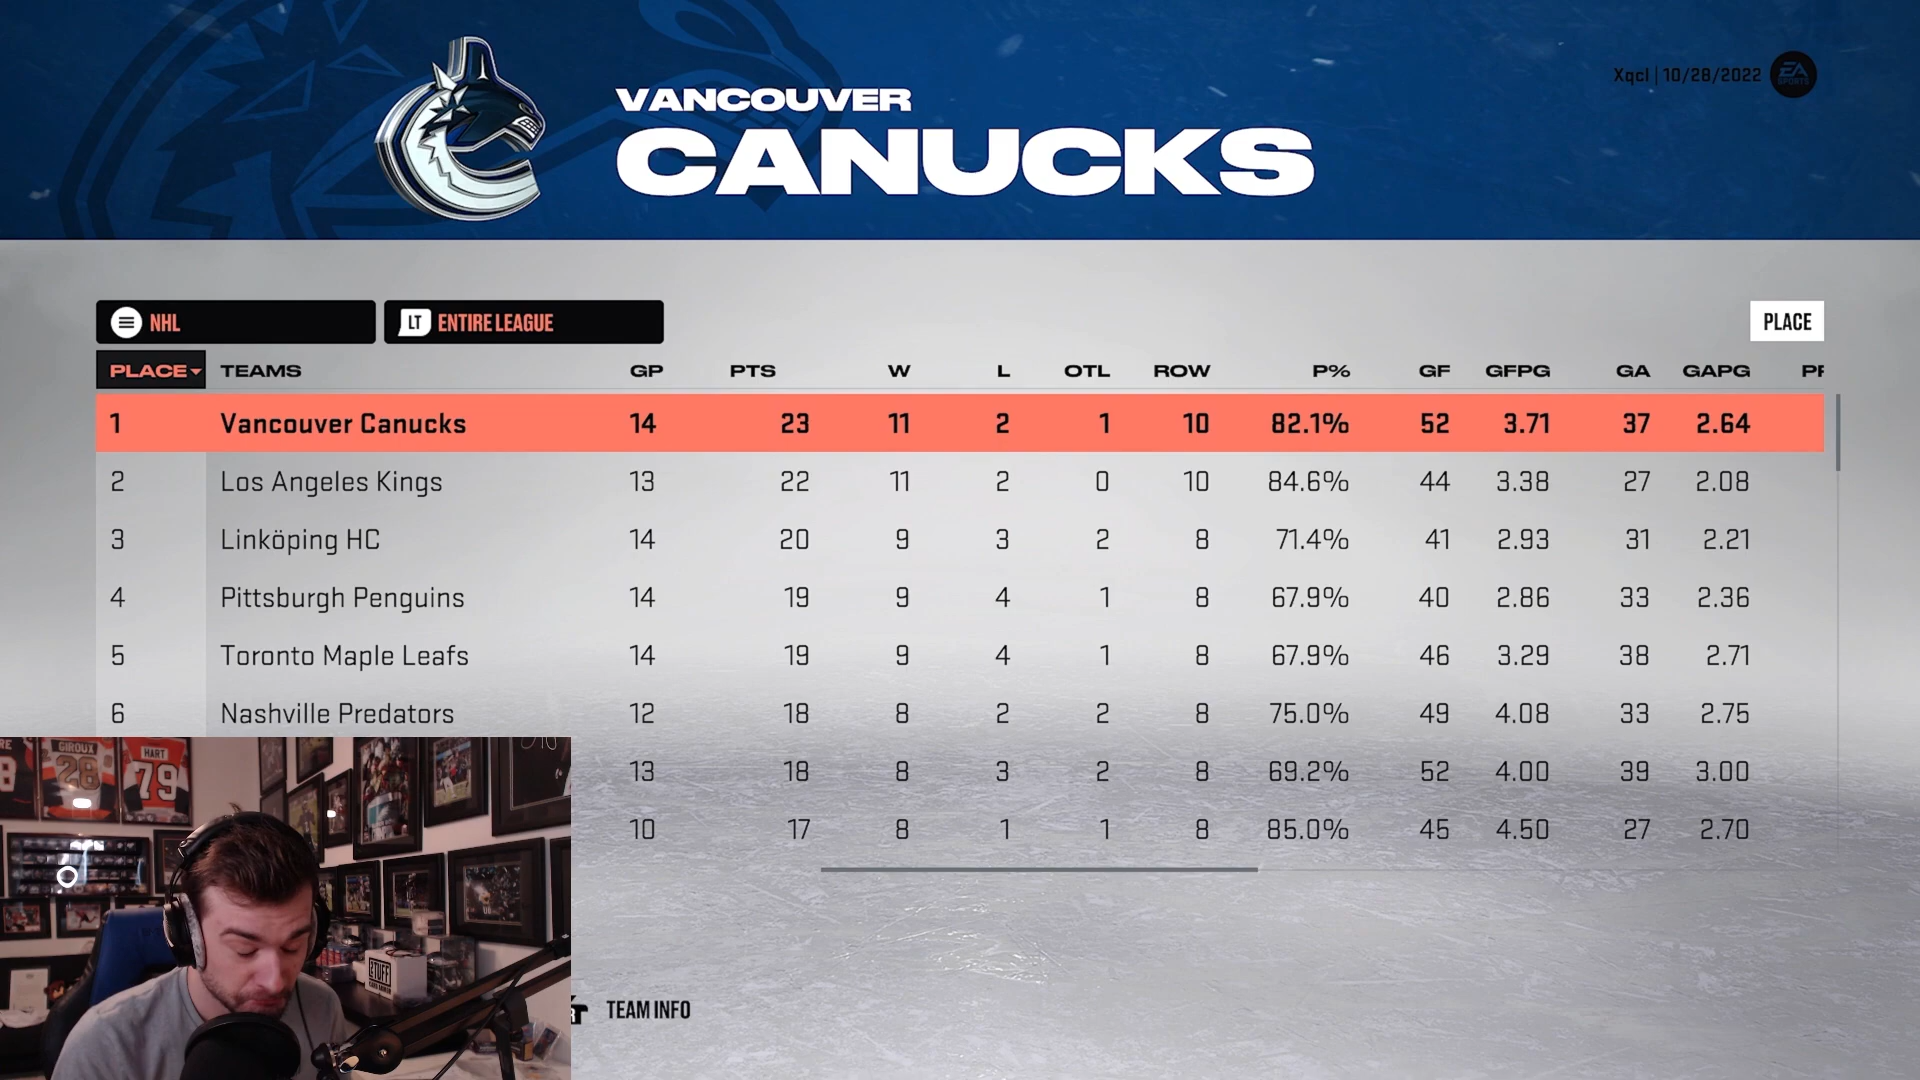 VANCOUVER
CANUCKS
Xqcl | 10/28/2022
EA
SPORTS
NHL
LT ENTIRE LEAGUE
PLACE
PLACE TEAMS GP PTS W L OTL ROW P% GF GFPG GA GAPG
1 Vancouver Canucks 14 23 11 2 1 10 82.1% 52 3.71 37 2.64
2 Los Angeles Kings 13 22 11 2 0 10 84.6% 44 3.38 27 2.08
3 Linköping HC 14 20 9 3 2 8 71.4% 41 2.93 31 2.21
4 Pittsburgh Penguins 14 19 9 4 1 8 67.9% 40 2.86 33 2.36
5 Toronto Maple Leafs 14 19 9 4 1 8 67.9% 46 3.29 38 2.71
6 Nashville Predators 12 18 8 2 2 8 75.0% 49 4.08 33 2.75
13 18 8 3 2 8 69.2% 52 4.00 39 3.00
10 17 8 1 1 8 85.0% 45 4.50 27 2.70
GIROUX
28
HART
79
2 TUFF
TEAM INFO